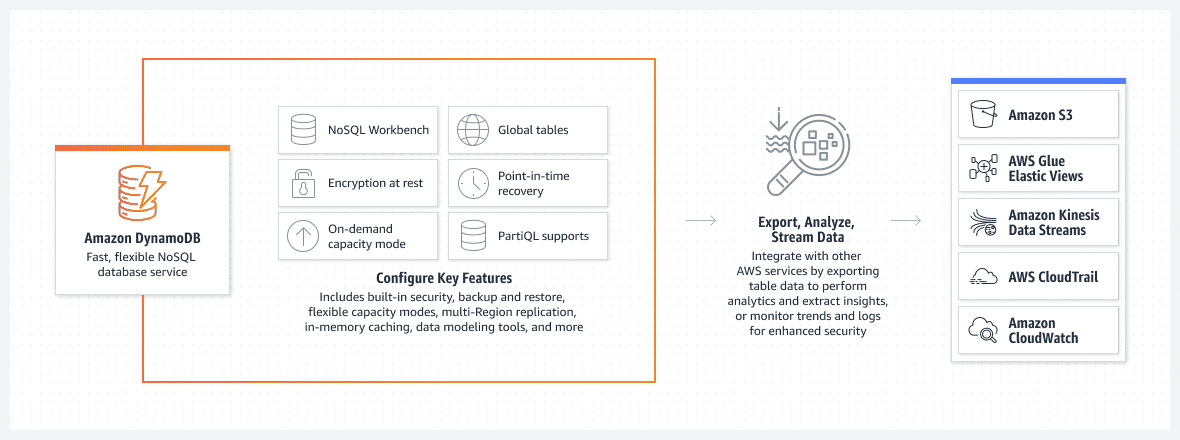 Amazon DynamoDB
Fast, flexible NoSQL
database service
NoSQL Workbench
Global tables
Encryption at rest
Point-in-time
recovery
On-demand
capacity mode
PartiQL supports
Configure Key Features
Includes built-in security, backup and restore,
flexible capacity modes, multi-Region replication,
in-memory caching, data modeling tools, and more
Export, Analyze,
Stream Data
Integrate with other
AWS services by exporting
table data to perform
analytics and extract insights,
or monitor trends and logs
for enhanced security
Amazon S3
AWS Glue
Elastic Views
Amazon Kinesis
Data Streams
AWS CloudTrail
Amazon
CloudWatch